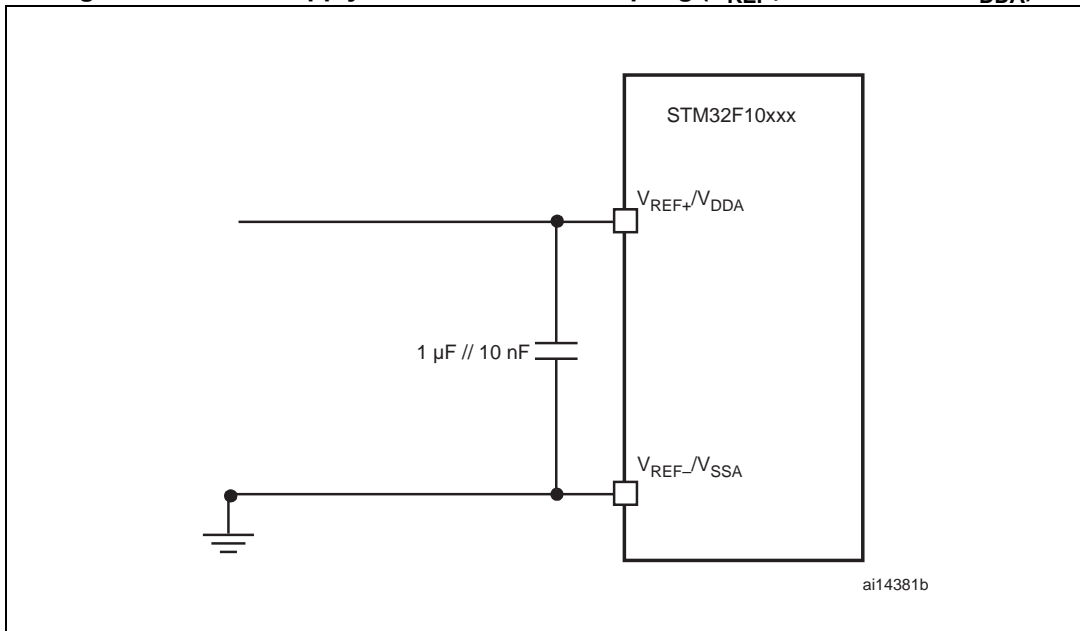 STM32F10xxx
VREF+/VDDA
1 µF // 10 nF
VREF–/VSSA
ai14381b